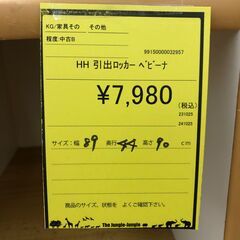 KG/家具その その他
程度:中古B
99150000032957
HH 引出ロッカー ベビーナ
¥7,980
(税込)
231025
241025
サイズ:幅 89 奥行 44 高さ 90 cm
商品のサイズ、状態を よくご確認下さい。
The Jungle-Jungle